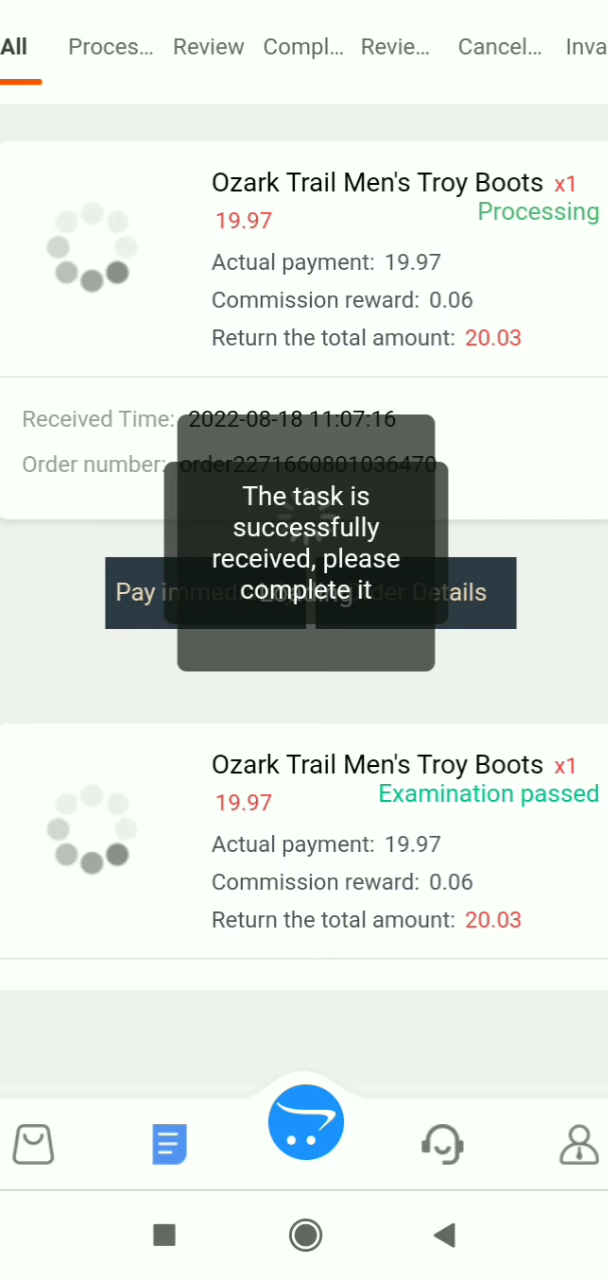 All Proces… Review Compl… Revie… Cancel… Inva
Ozark Trail Men's Troy Boots x1
19.97 Processing
Actual payment: 19.97
Commission reward: 0.06
Return the total amount: 20.03
Received Time: 2022-08-18 11:07:16
Order number: order2271660801036470
The task is
successfully
received, please
complete it
Pay immed Loading der Details
Ozark Trail Men's Troy Boots x1
19.97 Examination passed
Actual payment: 19.97
Commission reward: 0.06
Return the total amount: 20.03